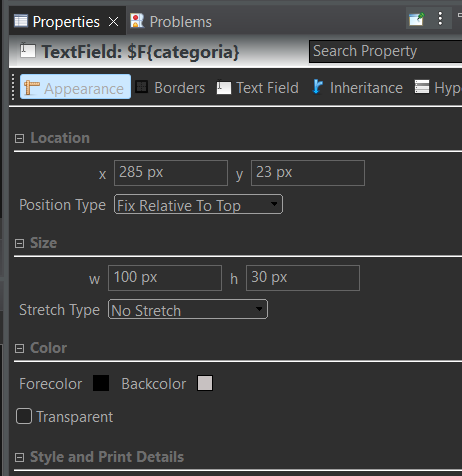 Properties Problems
TextField: $F{categoria} Search Property
Appearance Borders Text Field Inheritance Hyp
Location
x 285 px y 23 px
Position Type Fix Relative To Top
Size
w 100 px h 30 px
Stretch Type No Stretch
Color
Forecolor Backcolor
Transparent
Style and Print Details